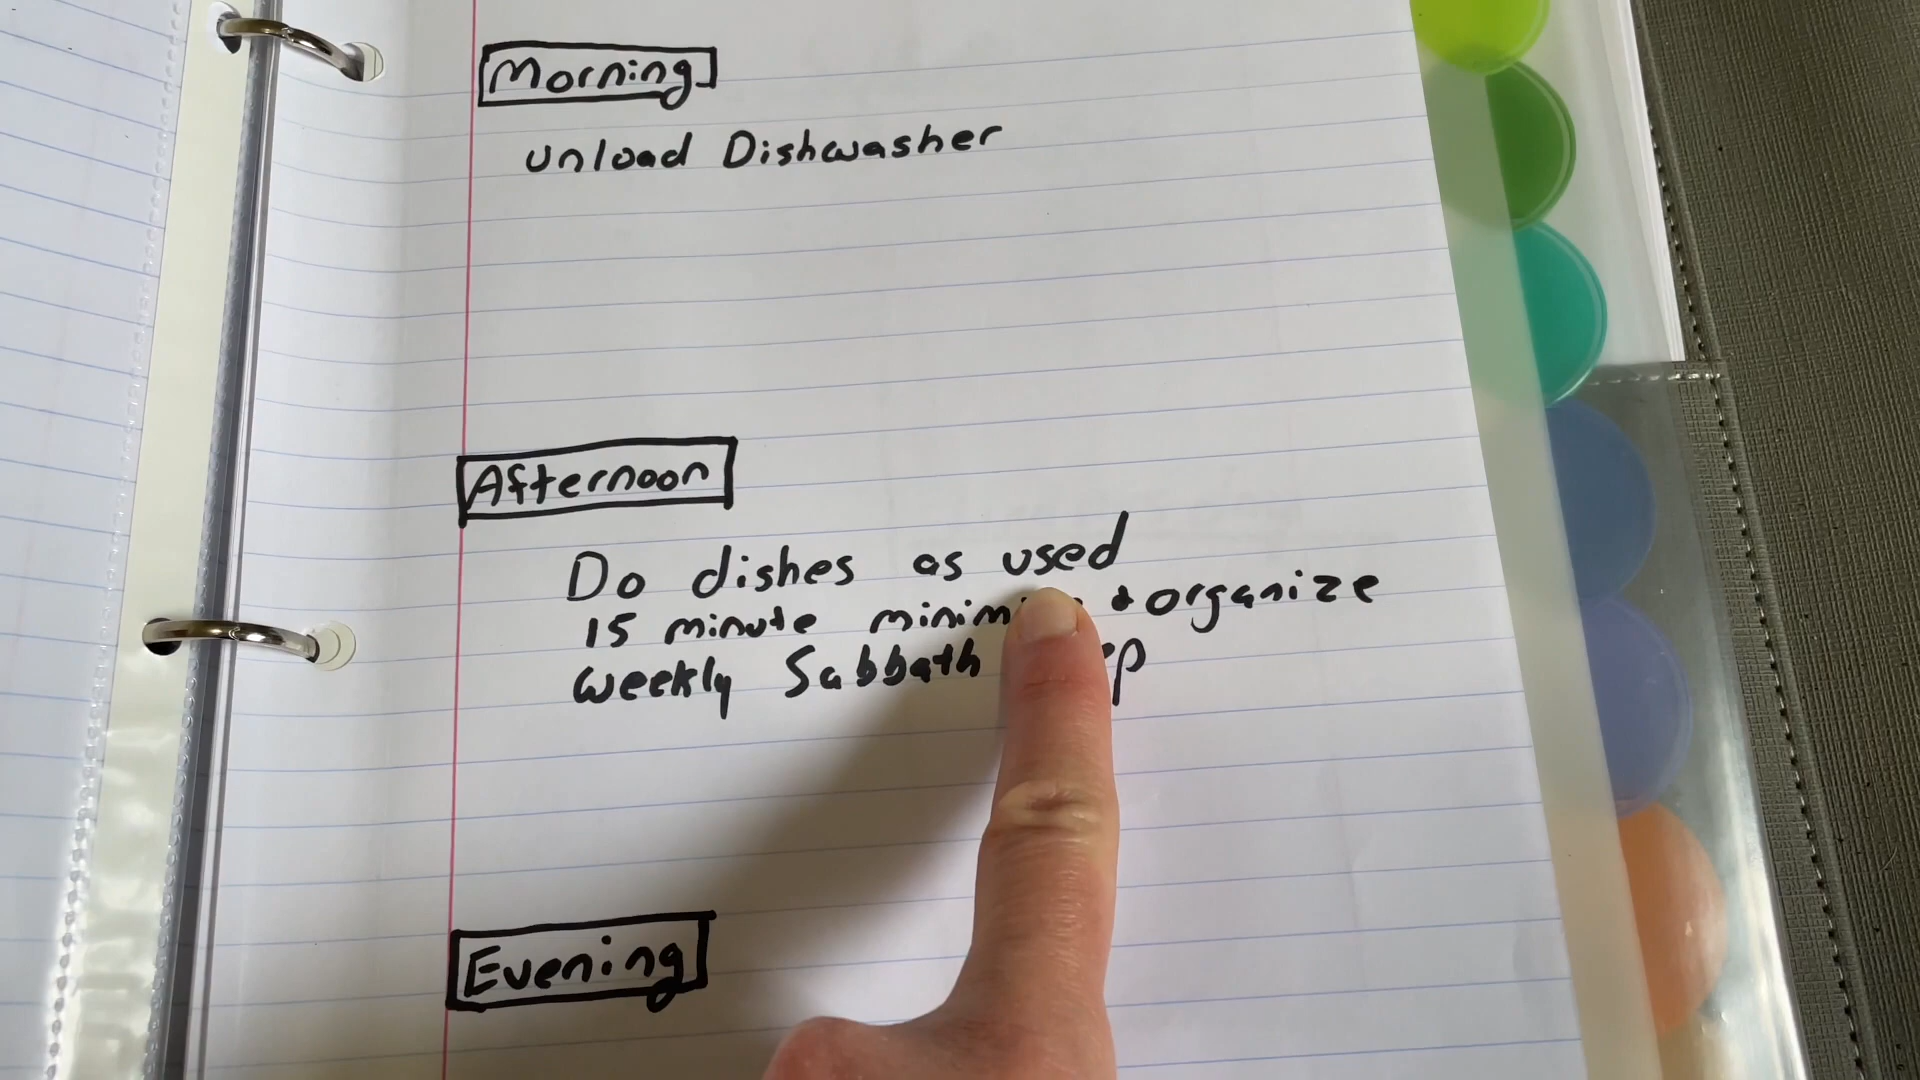 Morning
unload Dishwasher
Afternoon
Do dishes as used
15 minute + organize
weekly Sabbath
Evening